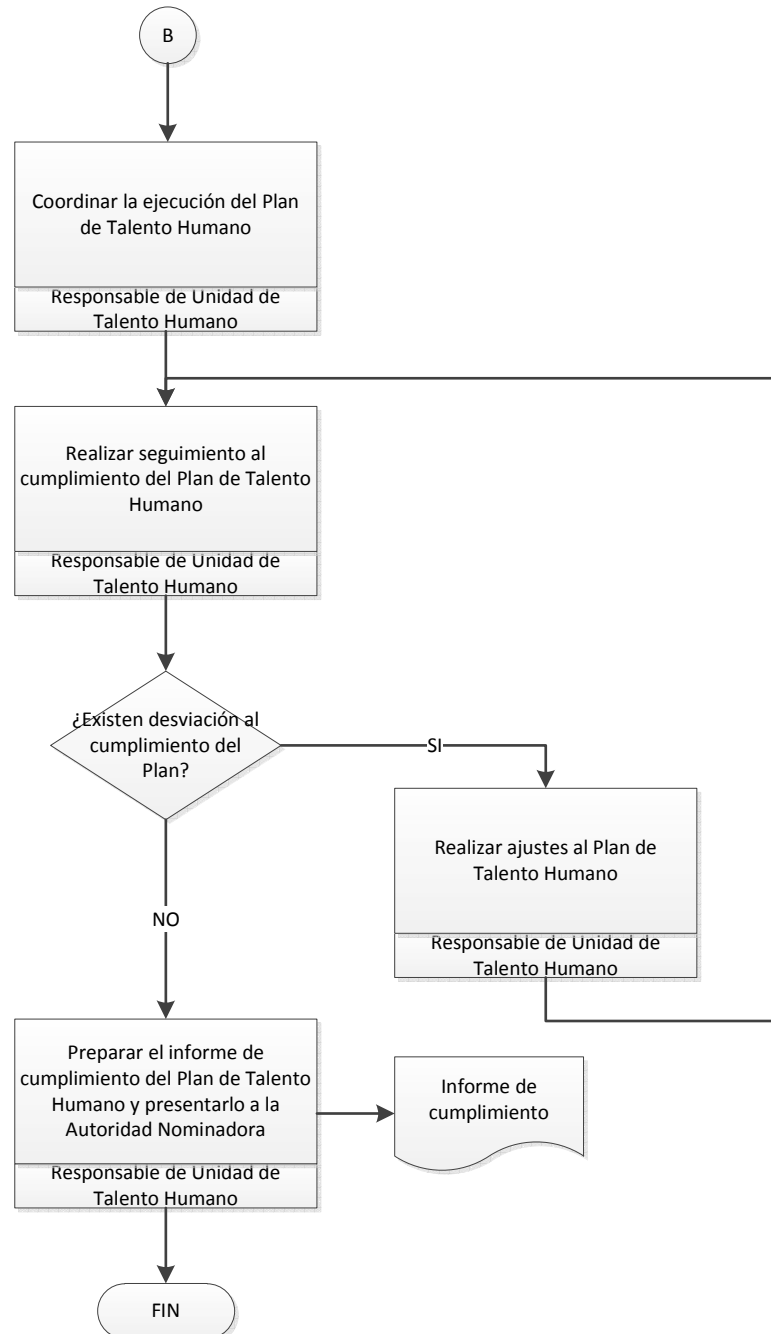 B
Coordinar la ejecución del Plan
de Talento Humano
Responsable de Unidad de
Talento Humano
Realizar seguimiento al
cumplimiento del Plan de Talento
Humano
Responsable de Unidad de
Talento Humano
¿Existen desviación al
cumplimiento del
Plan?
SI
Realizar ajustes al Plan de
Talento Humano
Responsable de Unidad de
Talento Humano
NO
Preparar el informe de
cumplimiento del Plan de Talento
Humano y presentarlo a la
Autoridad Nominadora
Responsable de Unidad de
Talento Humano
Informe de
cumplimiento
FIN